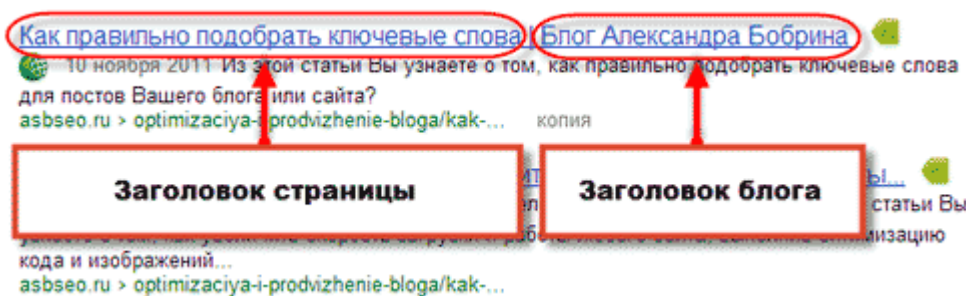 Как правильно подобрать ключевые слова | Блог Александра Бобрина
10 ноября 2011 Из этой статьи Вы узнаете о том, как правильно подобрать ключевые слова
для постов Вашего блога или сайта?
asbseo.ru > optimizaciya-i-prodvizhenie-bloga/kak-... копия
Заголовок страницы Заголовок блога
статьи Вы
кода и изображений...
asbseo.ru > optimizaciya-i-prodvizhenie-bloga/kak-...